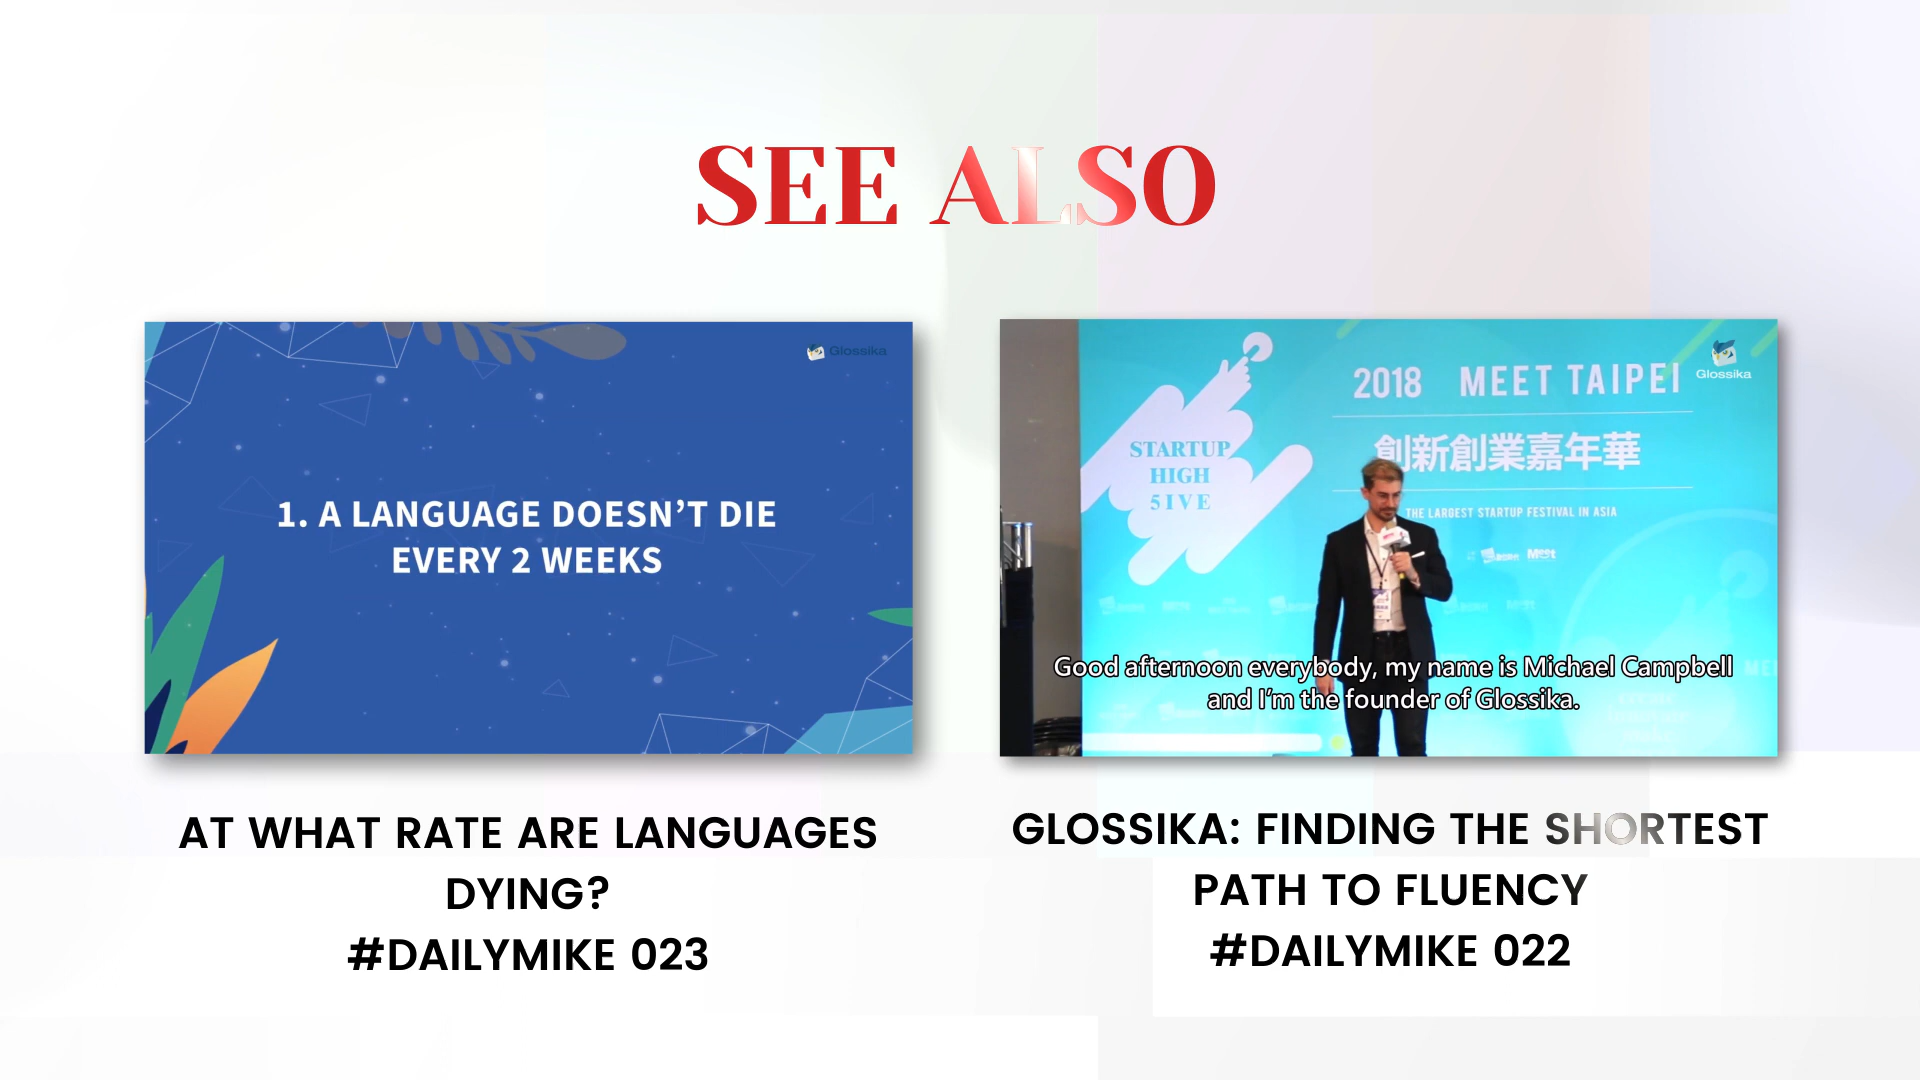 SEE ALSO
Glossika
1. A LANGUAGE DOESN’T DIE
EVERY 2 WEEKS
AT WHAT RATE ARE LANGUAGES
DYING?
#DAILYMIKE 023
Glossika
2018 MEET TAIPEI
創新創業嘉年華
THE LARGEST STARTUP FESTIVAL IN ASIA
STARTUP
HIGH
5IVE
Meet
Good afternoon everybody, my name is Michael Campbell
and I’m the founder of Glossika.
GLOSSIKA: FINDING THE SHORTEST
PATH TO FLUENCY
#DAILYMIKE 022